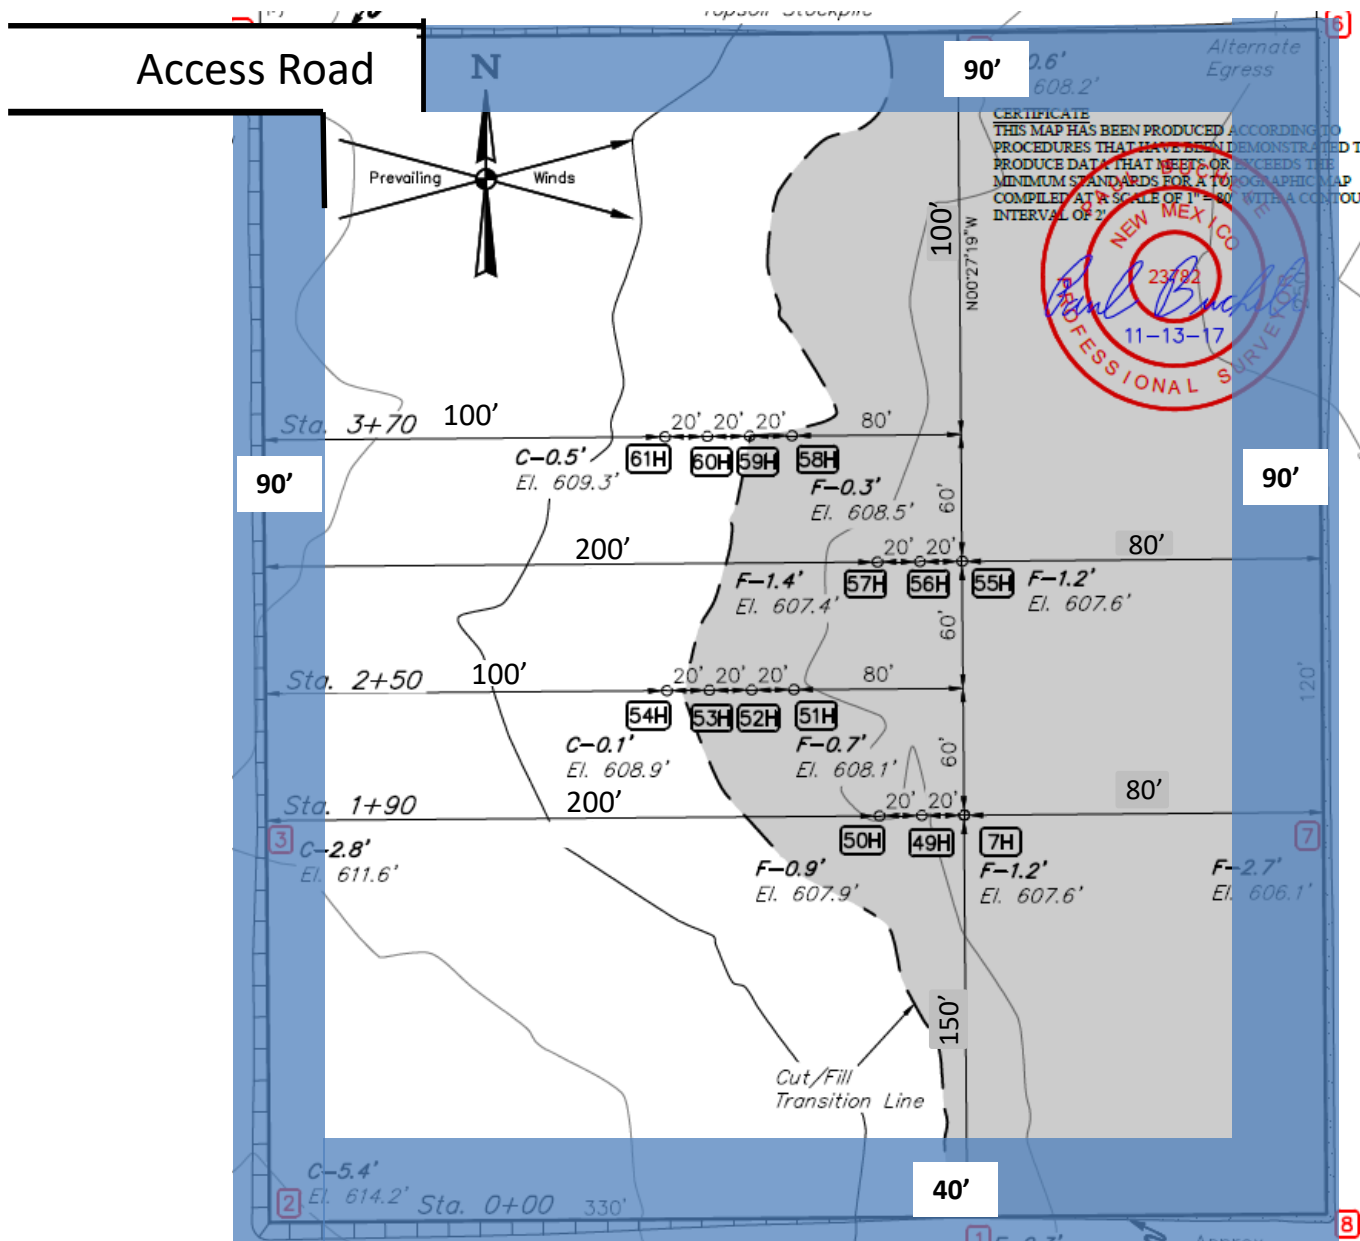 Topsoil Stockpile
6
Access Road
N
90'
0.6'
608.2'
Alternate
Egress
CERTIFICATE
THIS MAP HAS BEEN PRODUCED ACCORDING TO
PROCEDURES THAT HAVE BEEN DEMONSTRATED T
PRODUCE DATA THAT MEETS OR EXCEEDS THE
MINIMUM STANDARDS FOR A TOPOGRAPHIC MAP
COMPILED AT A SCALE OF 1" = 80' WITH A CONTOU
INTERVAL OF 2'
Prevailing Winds
PAUL BUCHELE
NEW MEXICO
23782
Paul Buchele
11-13-17
PROFESSIONAL SURVEYOR
100'
N00°27'19"W
Sta. 3+70
100'
20' 20' 20' 80'
61H 60H 59H 58H
C-0.5'
El. 609.3'
F-0.3'
El. 608.5'
90'
90'
60'
200'
20' 20'
80'
57H 56H 55H
F-1.4'
El. 607.4'
F-1.2'
El. 607.6'
60'
Sta. 2+50
100'
20' 20' 20' 80'
120'
54H 53H 52H 51H
C-0.1'
El. 608.9'
F-0.7'
El. 608.1'
60'
Sta. 1+90
200'
20' 20'
80'
3
50H 49H 7H
7
C-2.8'
El. 611.6'
F-0.9'
El. 607.9'
F-1.2'
El. 607.6'
F-2.7'
El. 606.1'
150'
Cut/Fill
Transition Line
C-5.4'
El. 614.2'
2
Sta. 0+00
330'
40'
8
1
Approx